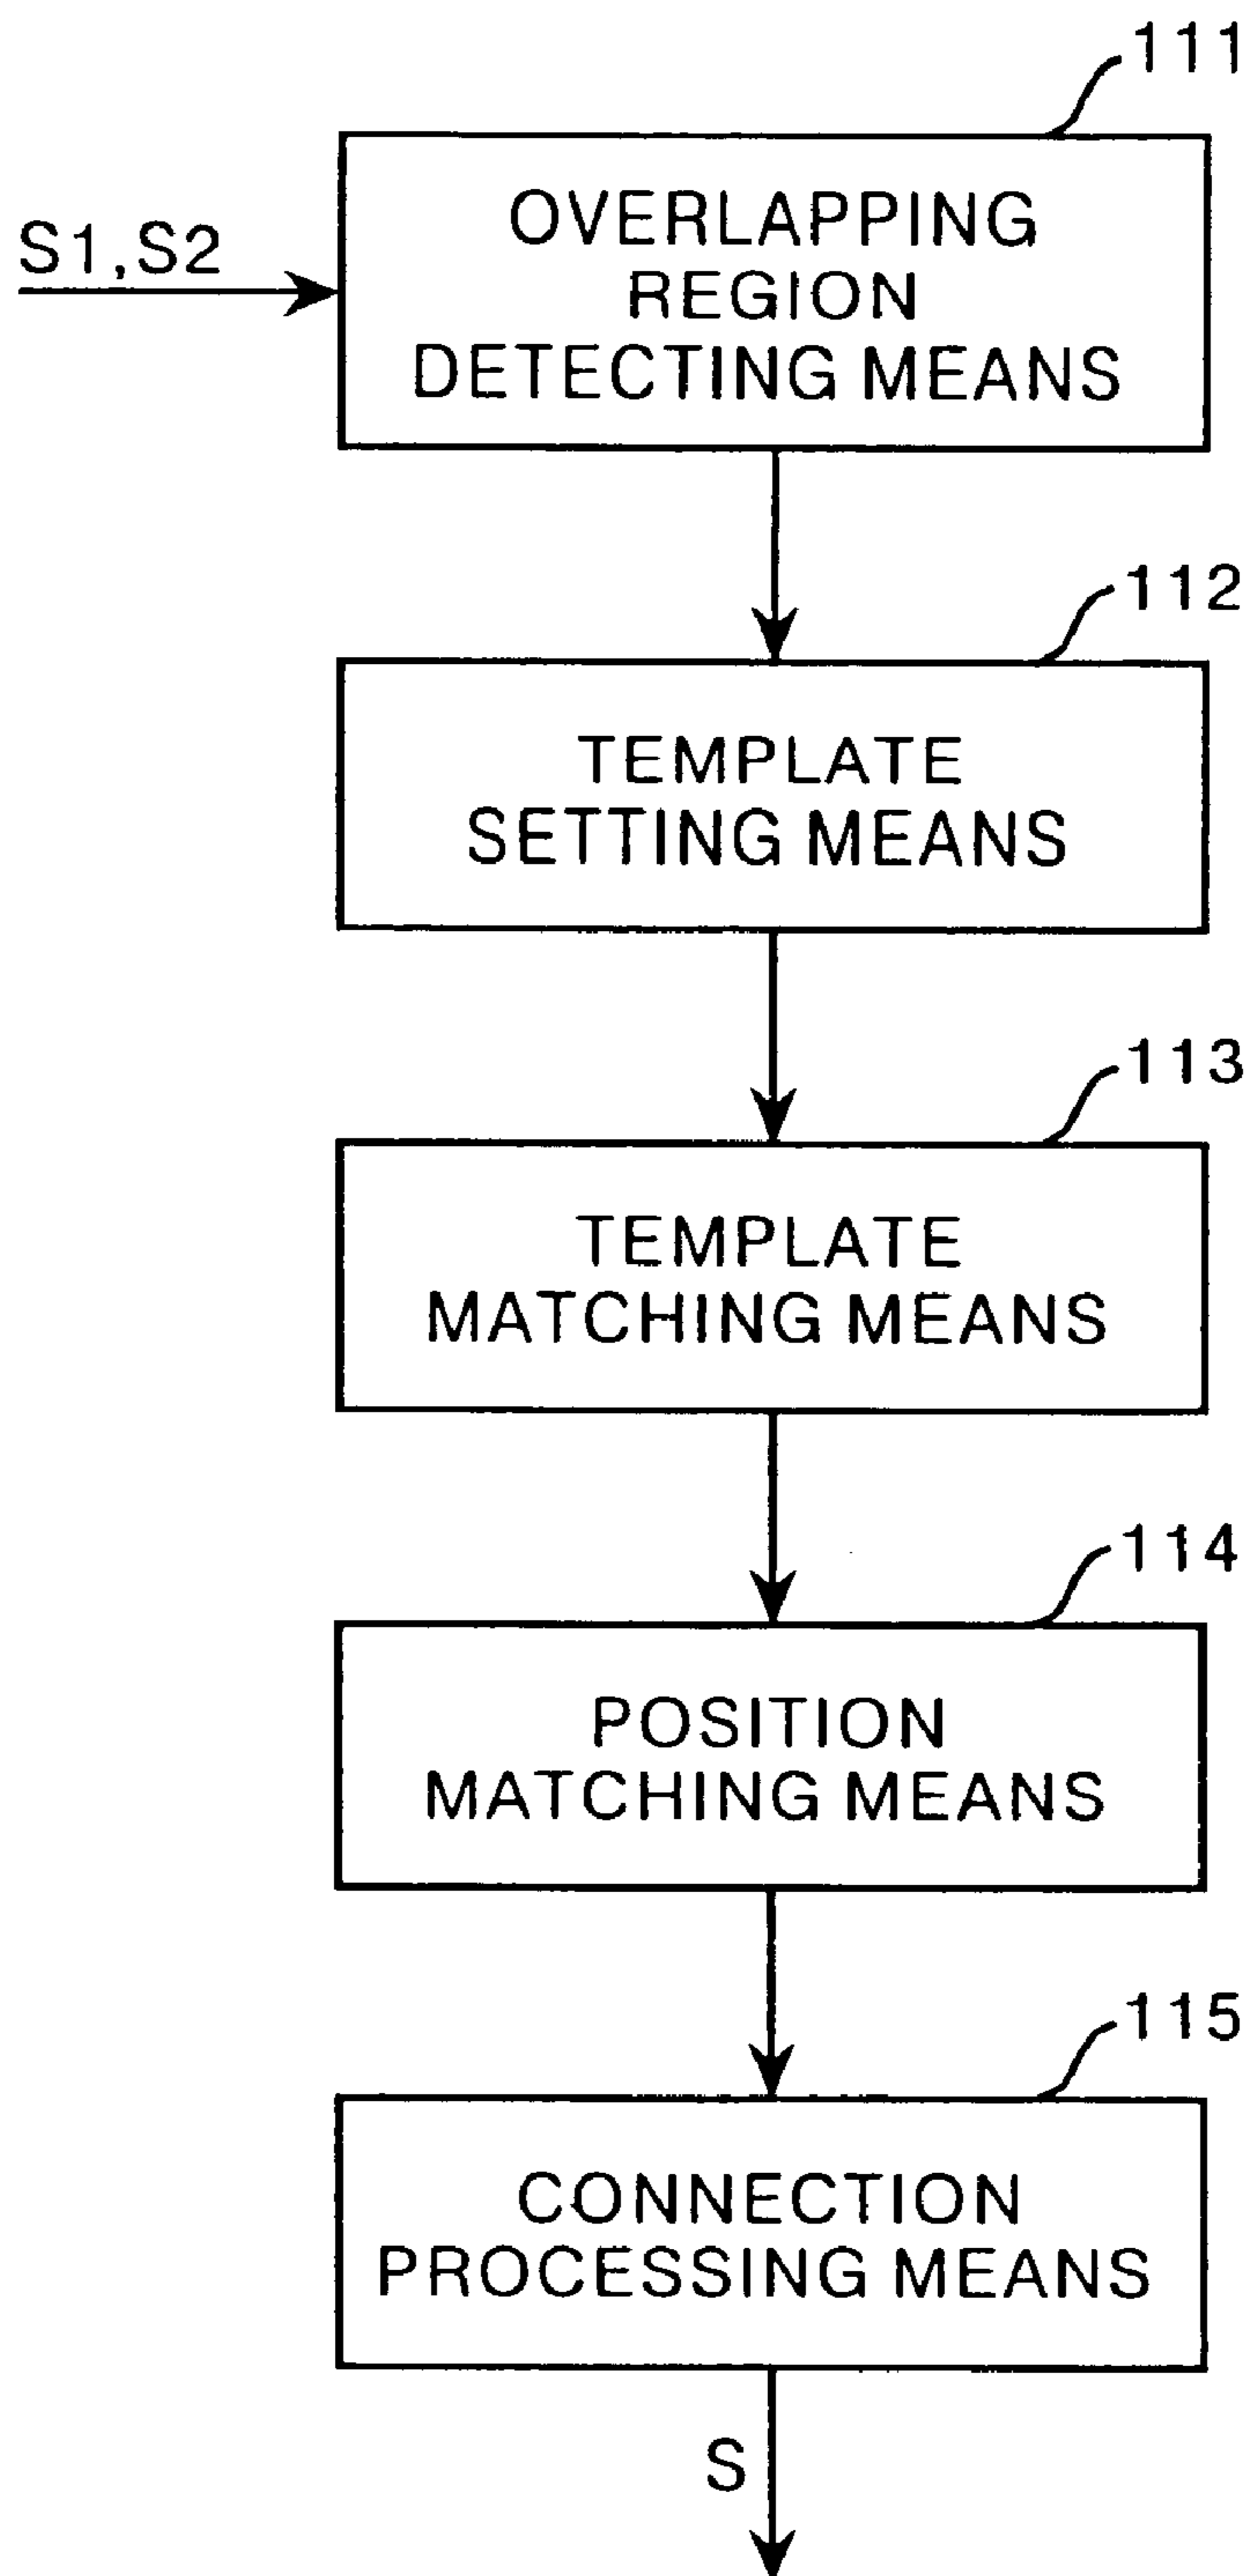 111
S1,S2
OVERLAPPING
REGION
DETECTING MEANS
112
TEMPLATE
SETTING MEANS
113
TEMPLATE
MATCHING MEANS
114
POSITION
MATCHING MEANS
115
CONNECTION
PROCESSING MEANS
S